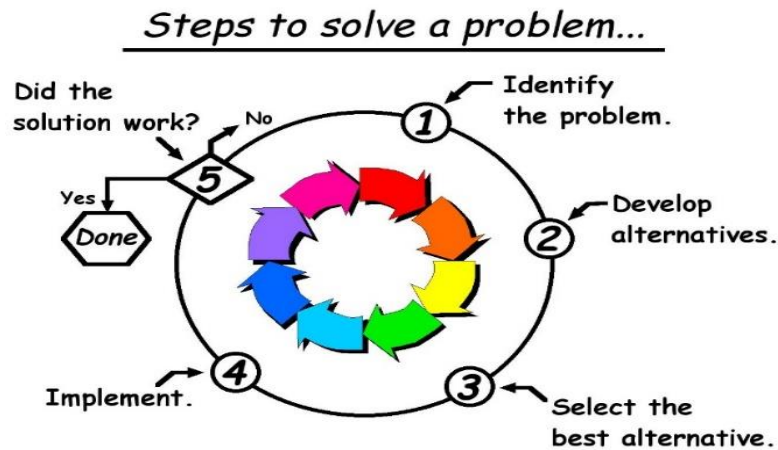 Steps to solve a problem...
1
Identify
the problem.
2
Develop
alternatives.
3
Select the
best alternative.
4
Implement.
5
Did the
solution work?
No
Yes
Done